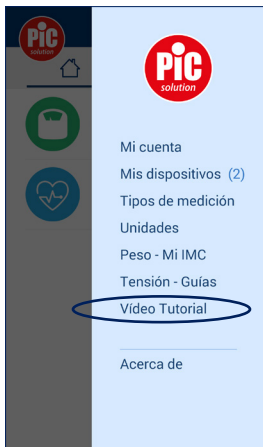 PiC
solution
PiC
solution
Mi cuenta
Mis dispositivos (2)
Tipos de medición
Unidades
Peso - Mi IMC
Tensión - Guías
Vídeo Tutorial
Acerca de